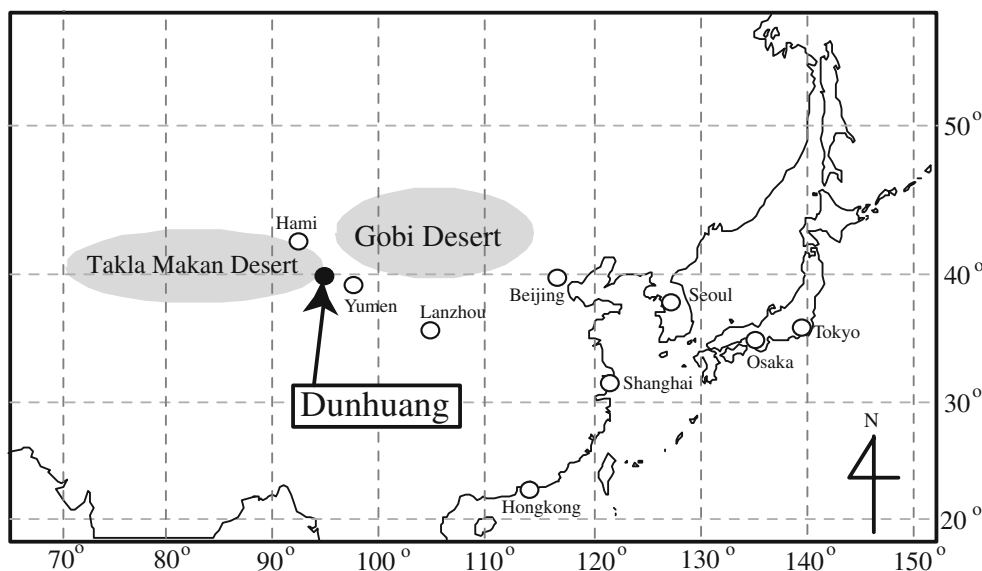 50°
Hami
Gobi Desert
Takla Makan Desert
40°
Beijing
Seoul
Yumen
Lanzhou
Tokyo
Osaka
Shanghai
Dunhuang
30°
N
Hongkong
20°
70° 80° 90° 100° 110° 120° 130° 140° 150°